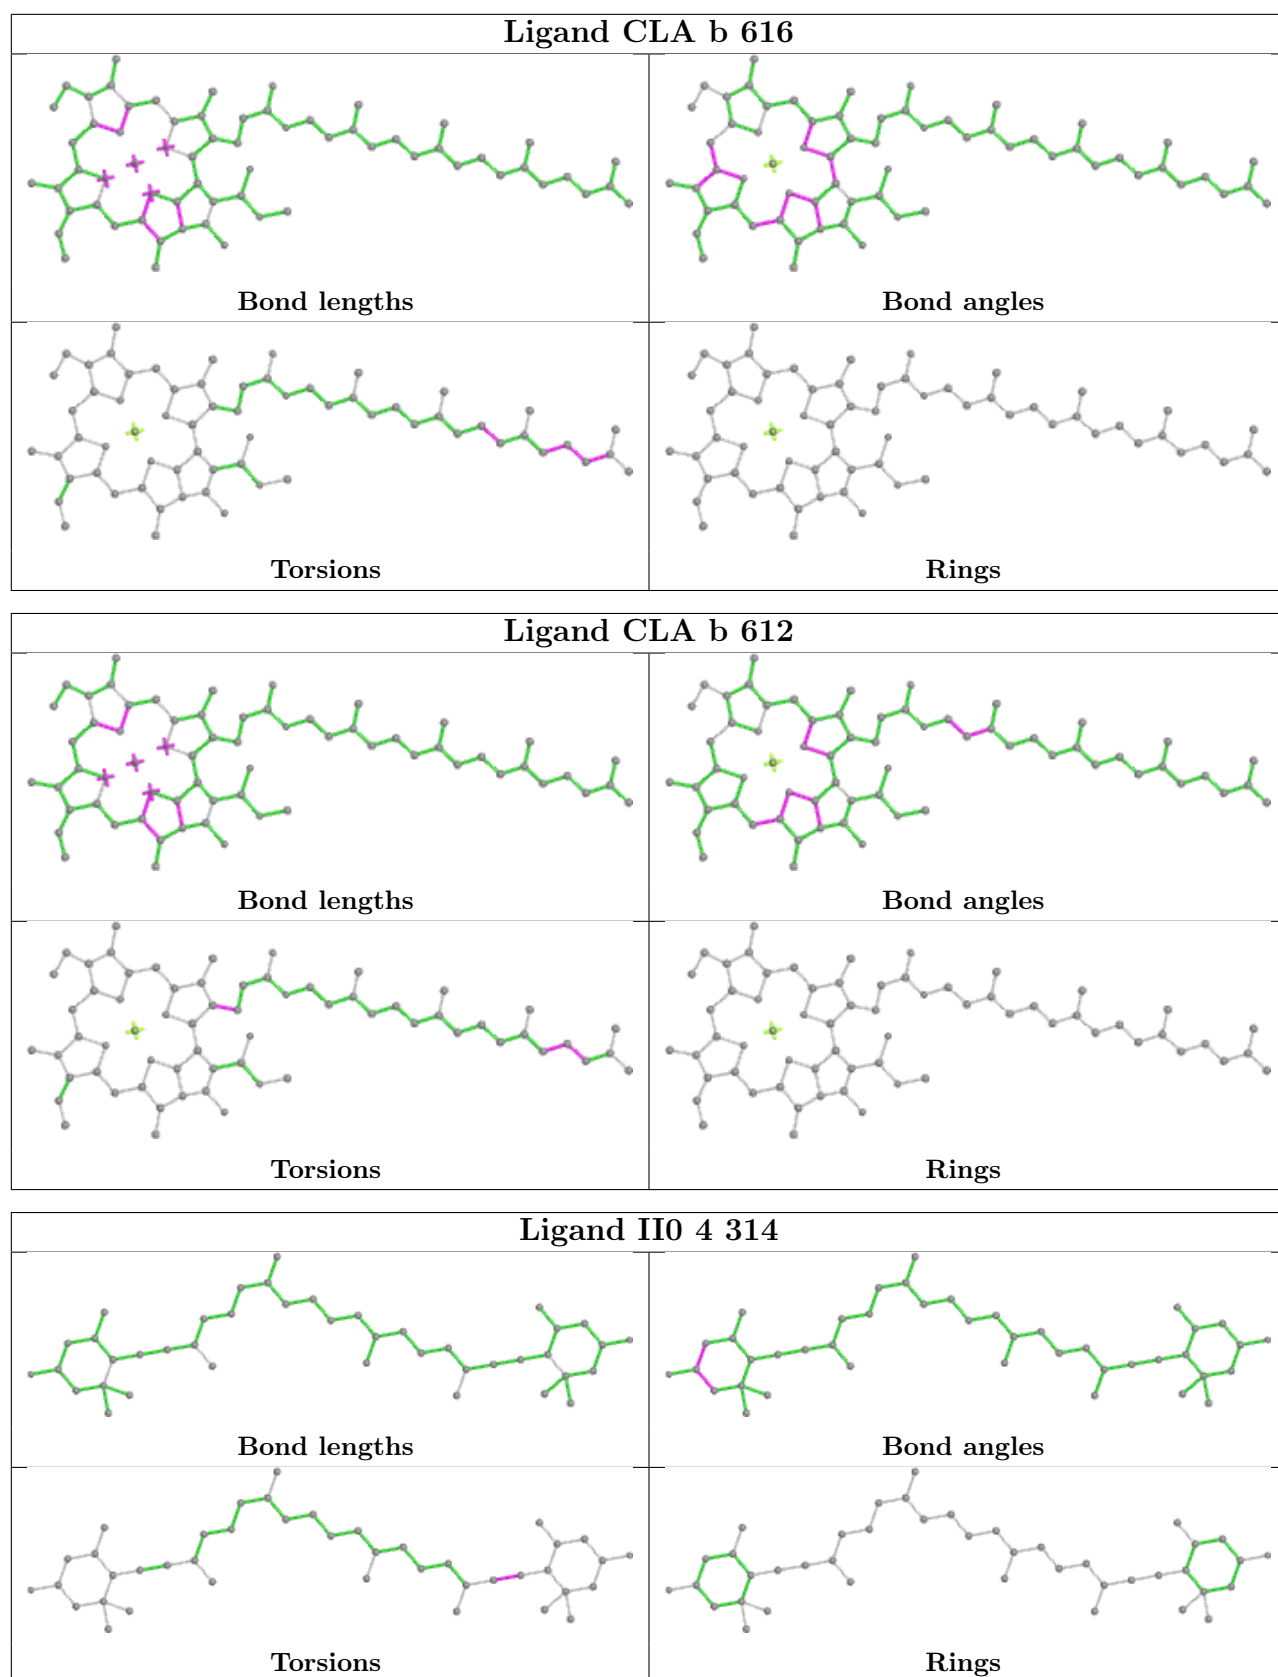 Ligand CLA b 616
Bond lengths
Bond angles
Torsions
Rings
Ligand CLA b 612
Bond lengths
Bond angles
Torsions
Rings
Ligand II0 4 314
Bond lengths
Bond angles
Torsions
Rings